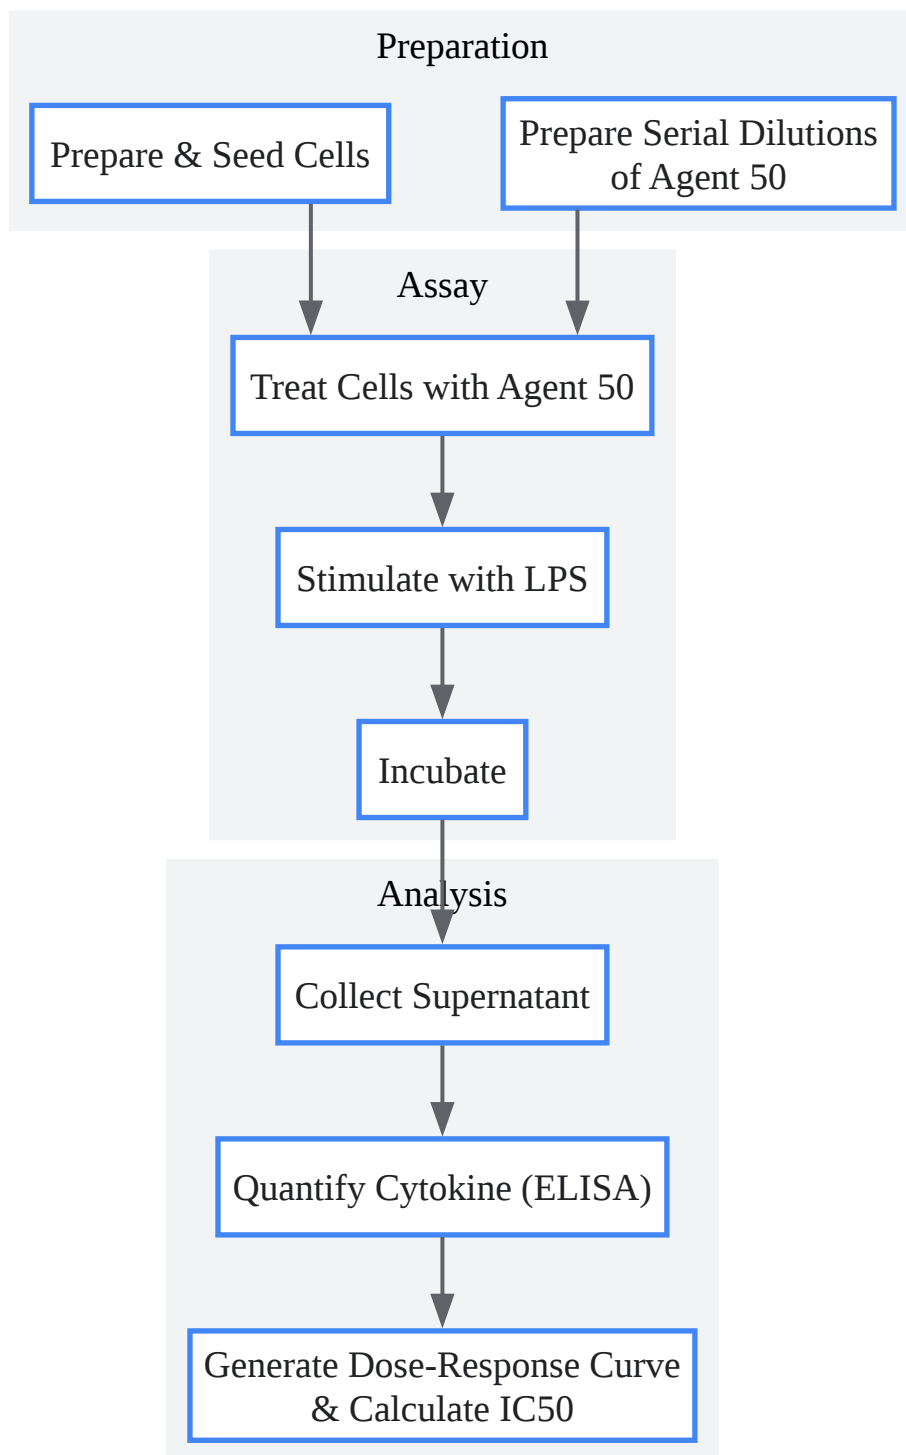 Preparation
Prepare & Seed Cells
Prepare Serial Dilutions
of Agent 50
Assay
Treat Cells with Agent 50
Stimulate with LPS
Incubate
Analysis
Collect Supernatant
Quantify Cytokine (ELISA)
Generate Dose-Response Curve
& Calculate IC50